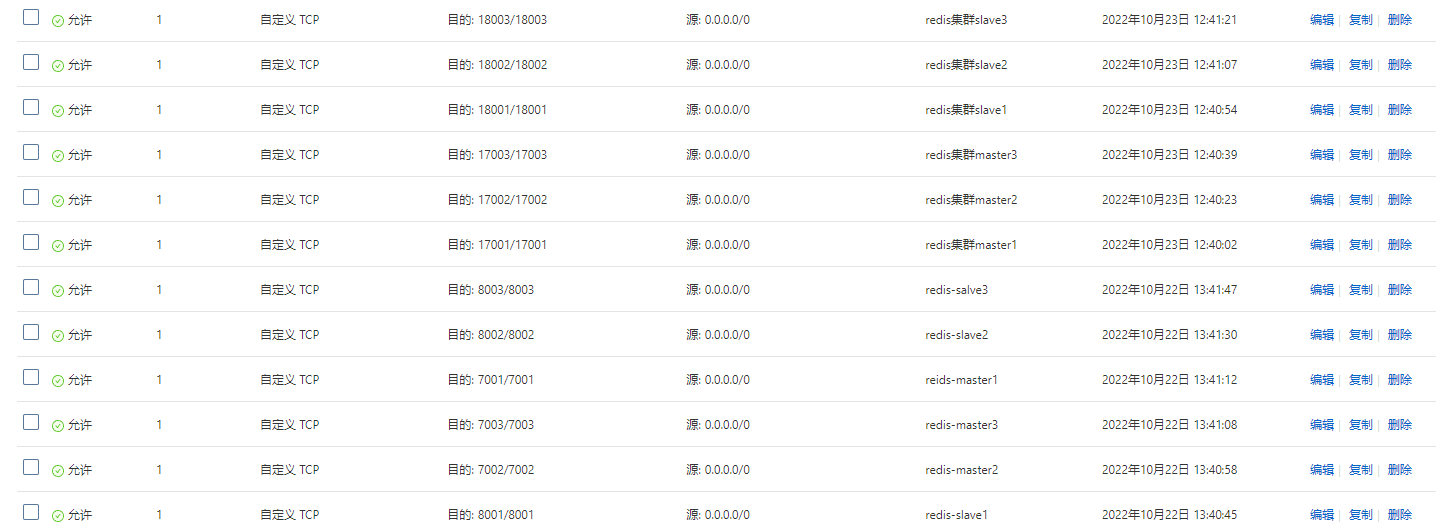 允许 1 自定义 TCP 目的: 18003/18003 源: 0.0.0.0/0 redis集群slave3 2022年10月23日 12:41:21 编辑 复制 删除
允许 1 自定义 TCP 目的: 18002/18002 源: 0.0.0.0/0 redis集群slave2 2022年10月23日 12:41:07 编辑 复制 删除
允许 1 自定义 TCP 目的: 18001/18001 源: 0.0.0.0/0 redis集群slave1 2022年10月23日 12:40:54 编辑 复制 删除
允许 1 自定义 TCP 目的: 17003/17003 源: 0.0.0.0/0 redis集群master3 2022年10月23日 12:40:39 编辑 复制 删除
允许 1 自定义 TCP 目的: 17002/17002 源: 0.0.0.0/0 redis集群master2 2022年10月23日 12:40:23 编辑 复制 删除
允许 1 自定义 TCP 目的: 17001/17001 源: 0.0.0.0/0 redis集群master1 2022年10月23日 12:40:02 编辑 复制 删除
允许 1 自定义 TCP 目的: 8003/8003 源: 0.0.0.0/0 redis-salve3 2022年10月22日 13:41:47 编辑 复制 删除
允许 1 自定义 TCP 目的: 8002/8002 源: 0.0.0.0/0 redis-slave2 2022年10月22日 13:41:30 编辑 复制 删除
允许 1 自定义 TCP 目的: 7001/7001 源: 0.0.0.0/0 reids-master1 2022年10月22日 13:41:12 编辑 复制 删除
允许 1 自定义 TCP 目的: 7003/7003 源: 0.0.0.0/0 redis-master3 2022年10月22日 13:41:08 编辑 复制 删除
允许 1 自定义 TCP 目的: 7002/7002 源: 0.0.0.0/0 redis-master2 2022年10月22日 13:40:58 编辑 复制 删除
允许 1 自定义 TCP 目的: 8001/8001 源: 0.0.0.0/0 redis-slave1 2022年10月22日 13:40:45 编辑 复制 删除